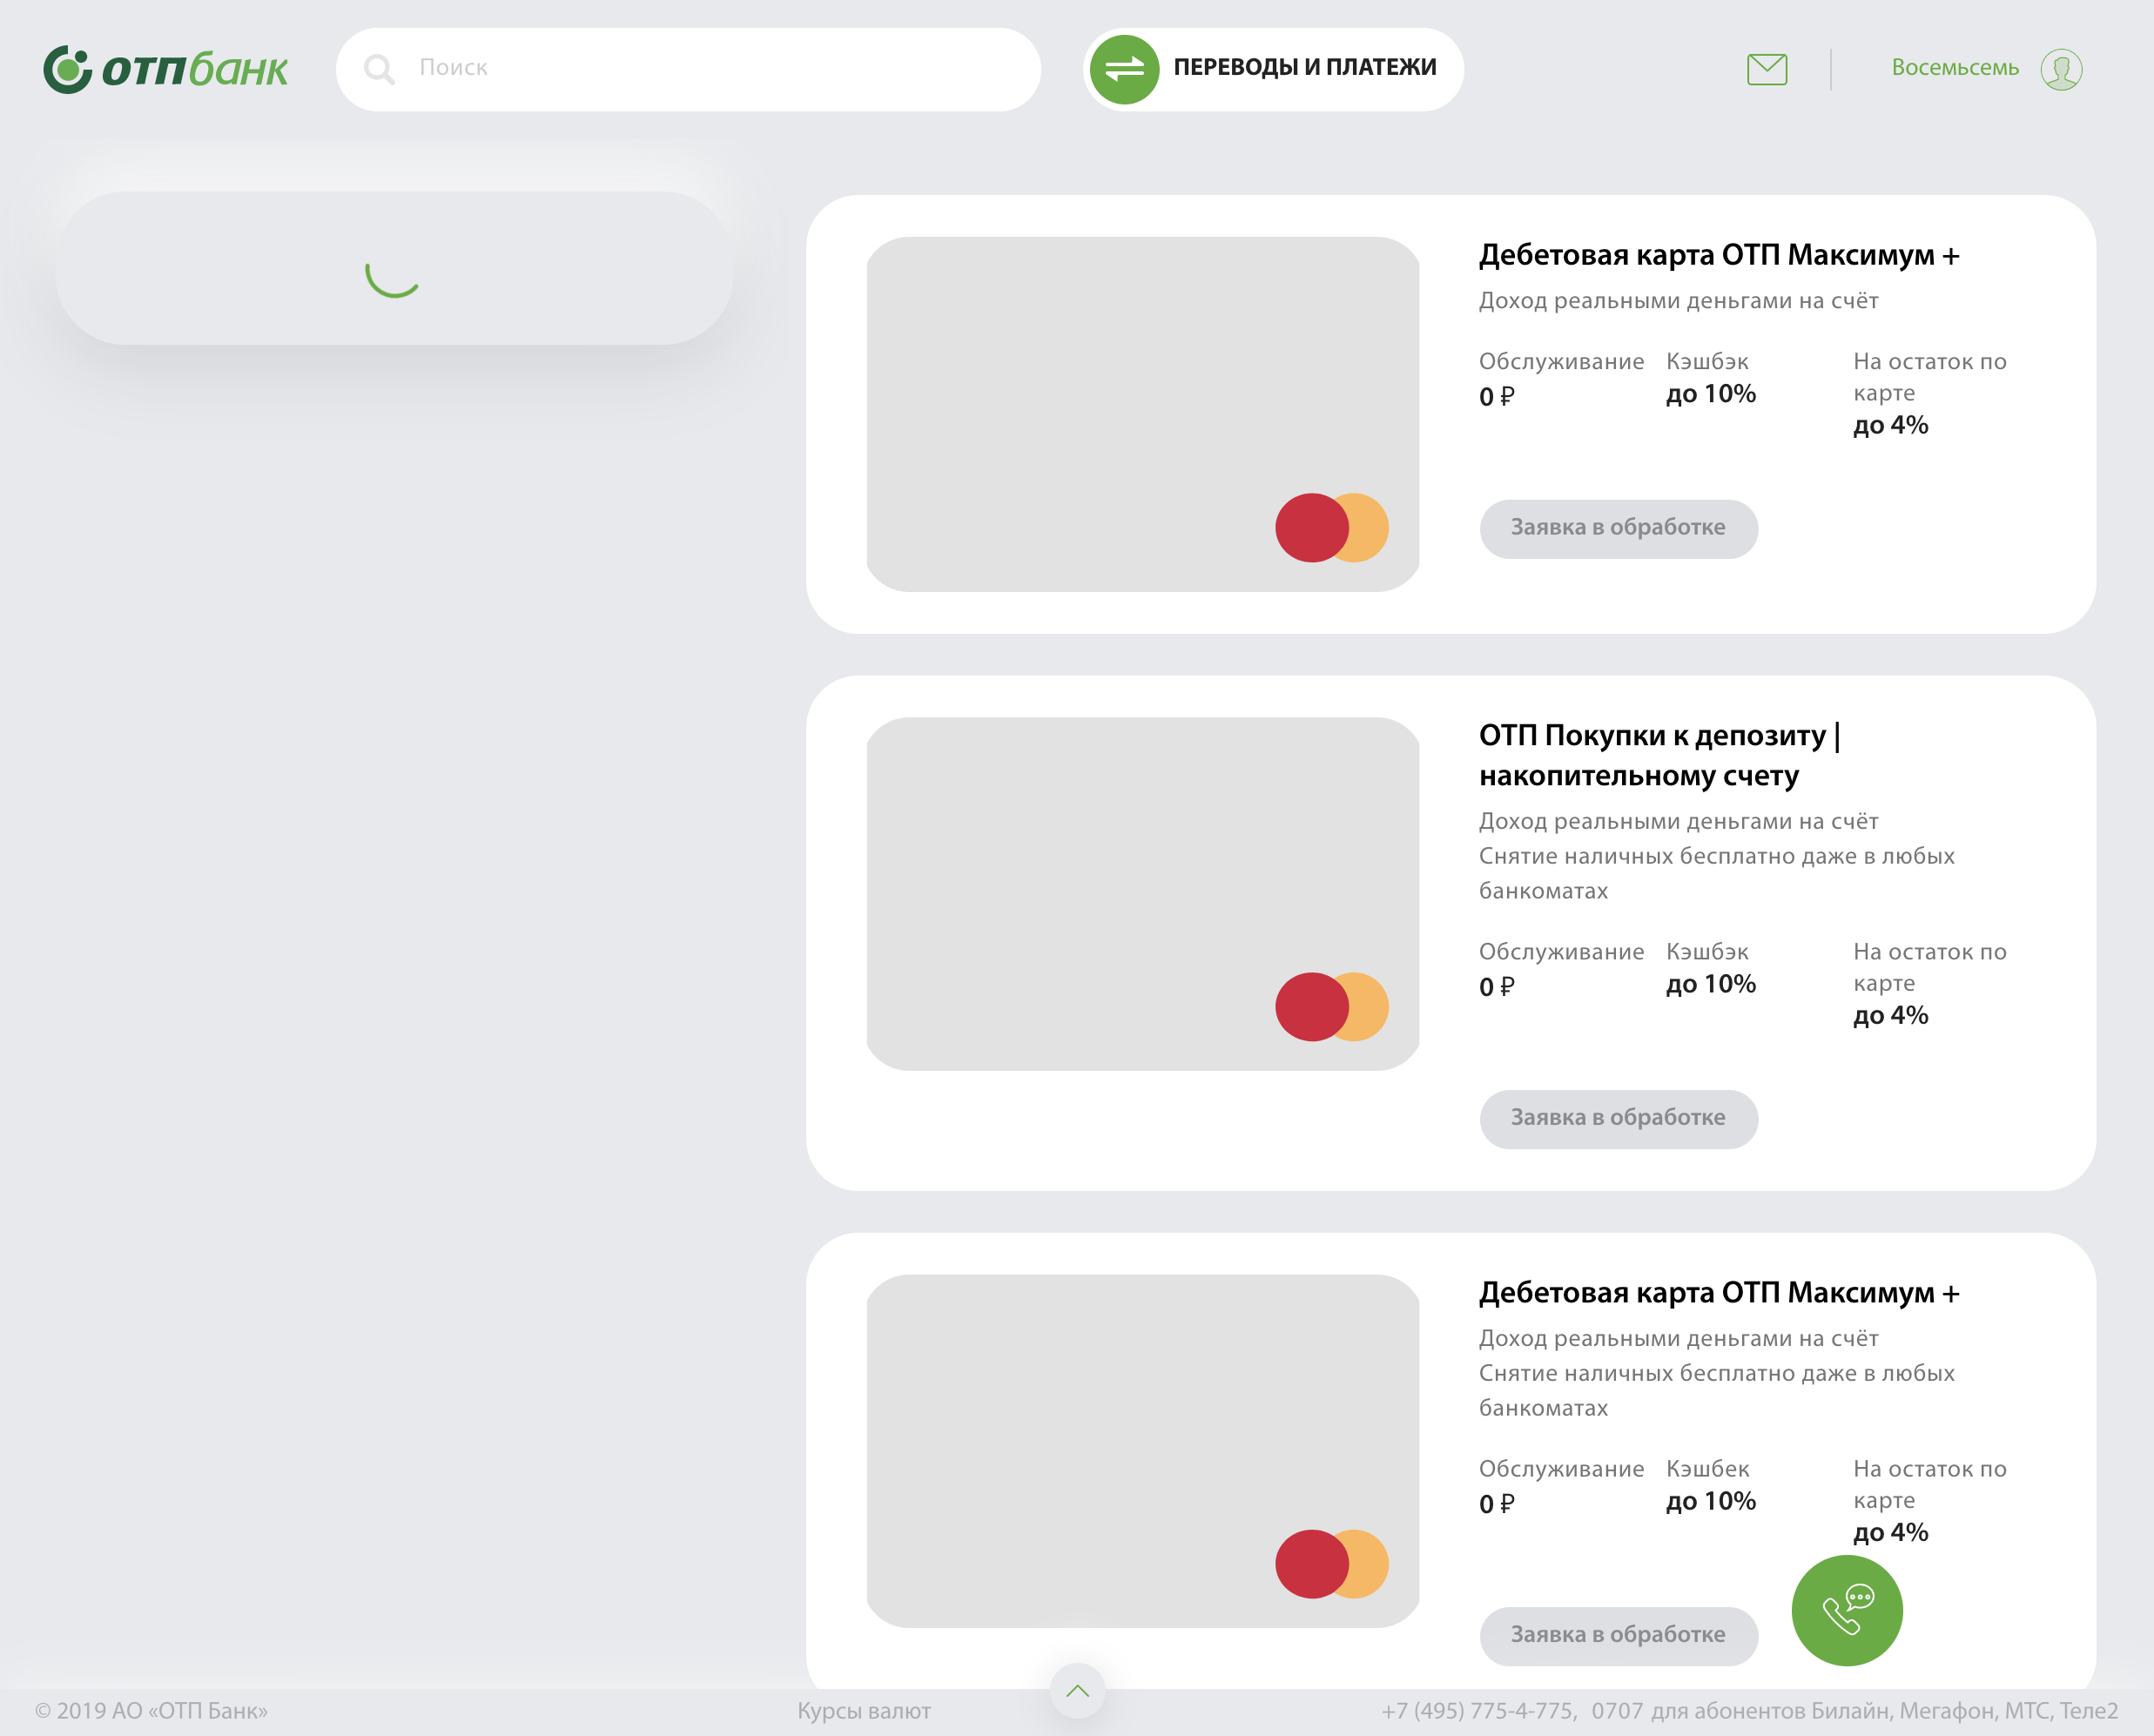 ОТПбанк
Поиск
ПЕРЕВОДЫ И ПЛАТЕЖИ
Восемьсемь
Дебетовая карта ОТП Максимум +
Доход реальными деньгами на счёт
Обслуживание
0 ₽
Кэшбэк
до 10%
На остаток по
карте
до 4%
Заявка в обработке
ОТП Покупки к депозиту |
накопительному счету
Доход реальными деньгами на счёт
Снятие наличных бесплатно даже в любых
банкоматах
Обслуживание
0 ₽
Кэшбэк
до 10%
На остаток по
карте
до 4%
Заявка в обработке
Дебетовая карта ОТП Максимум +
Доход реальными деньгами на счёт
Снятие наличных бесплатно даже в любых
банкоматах
Обслуживание
0 ₽
Кэшбек
до 10%
На остаток по
карте
до 4%
Заявка в обработке
© 2019 АО «ОТП Банк»
Курсы валют
+7 (495) 775-4-775, 0707 для абонентов Билайн, Мегафон, МТС, Теле2